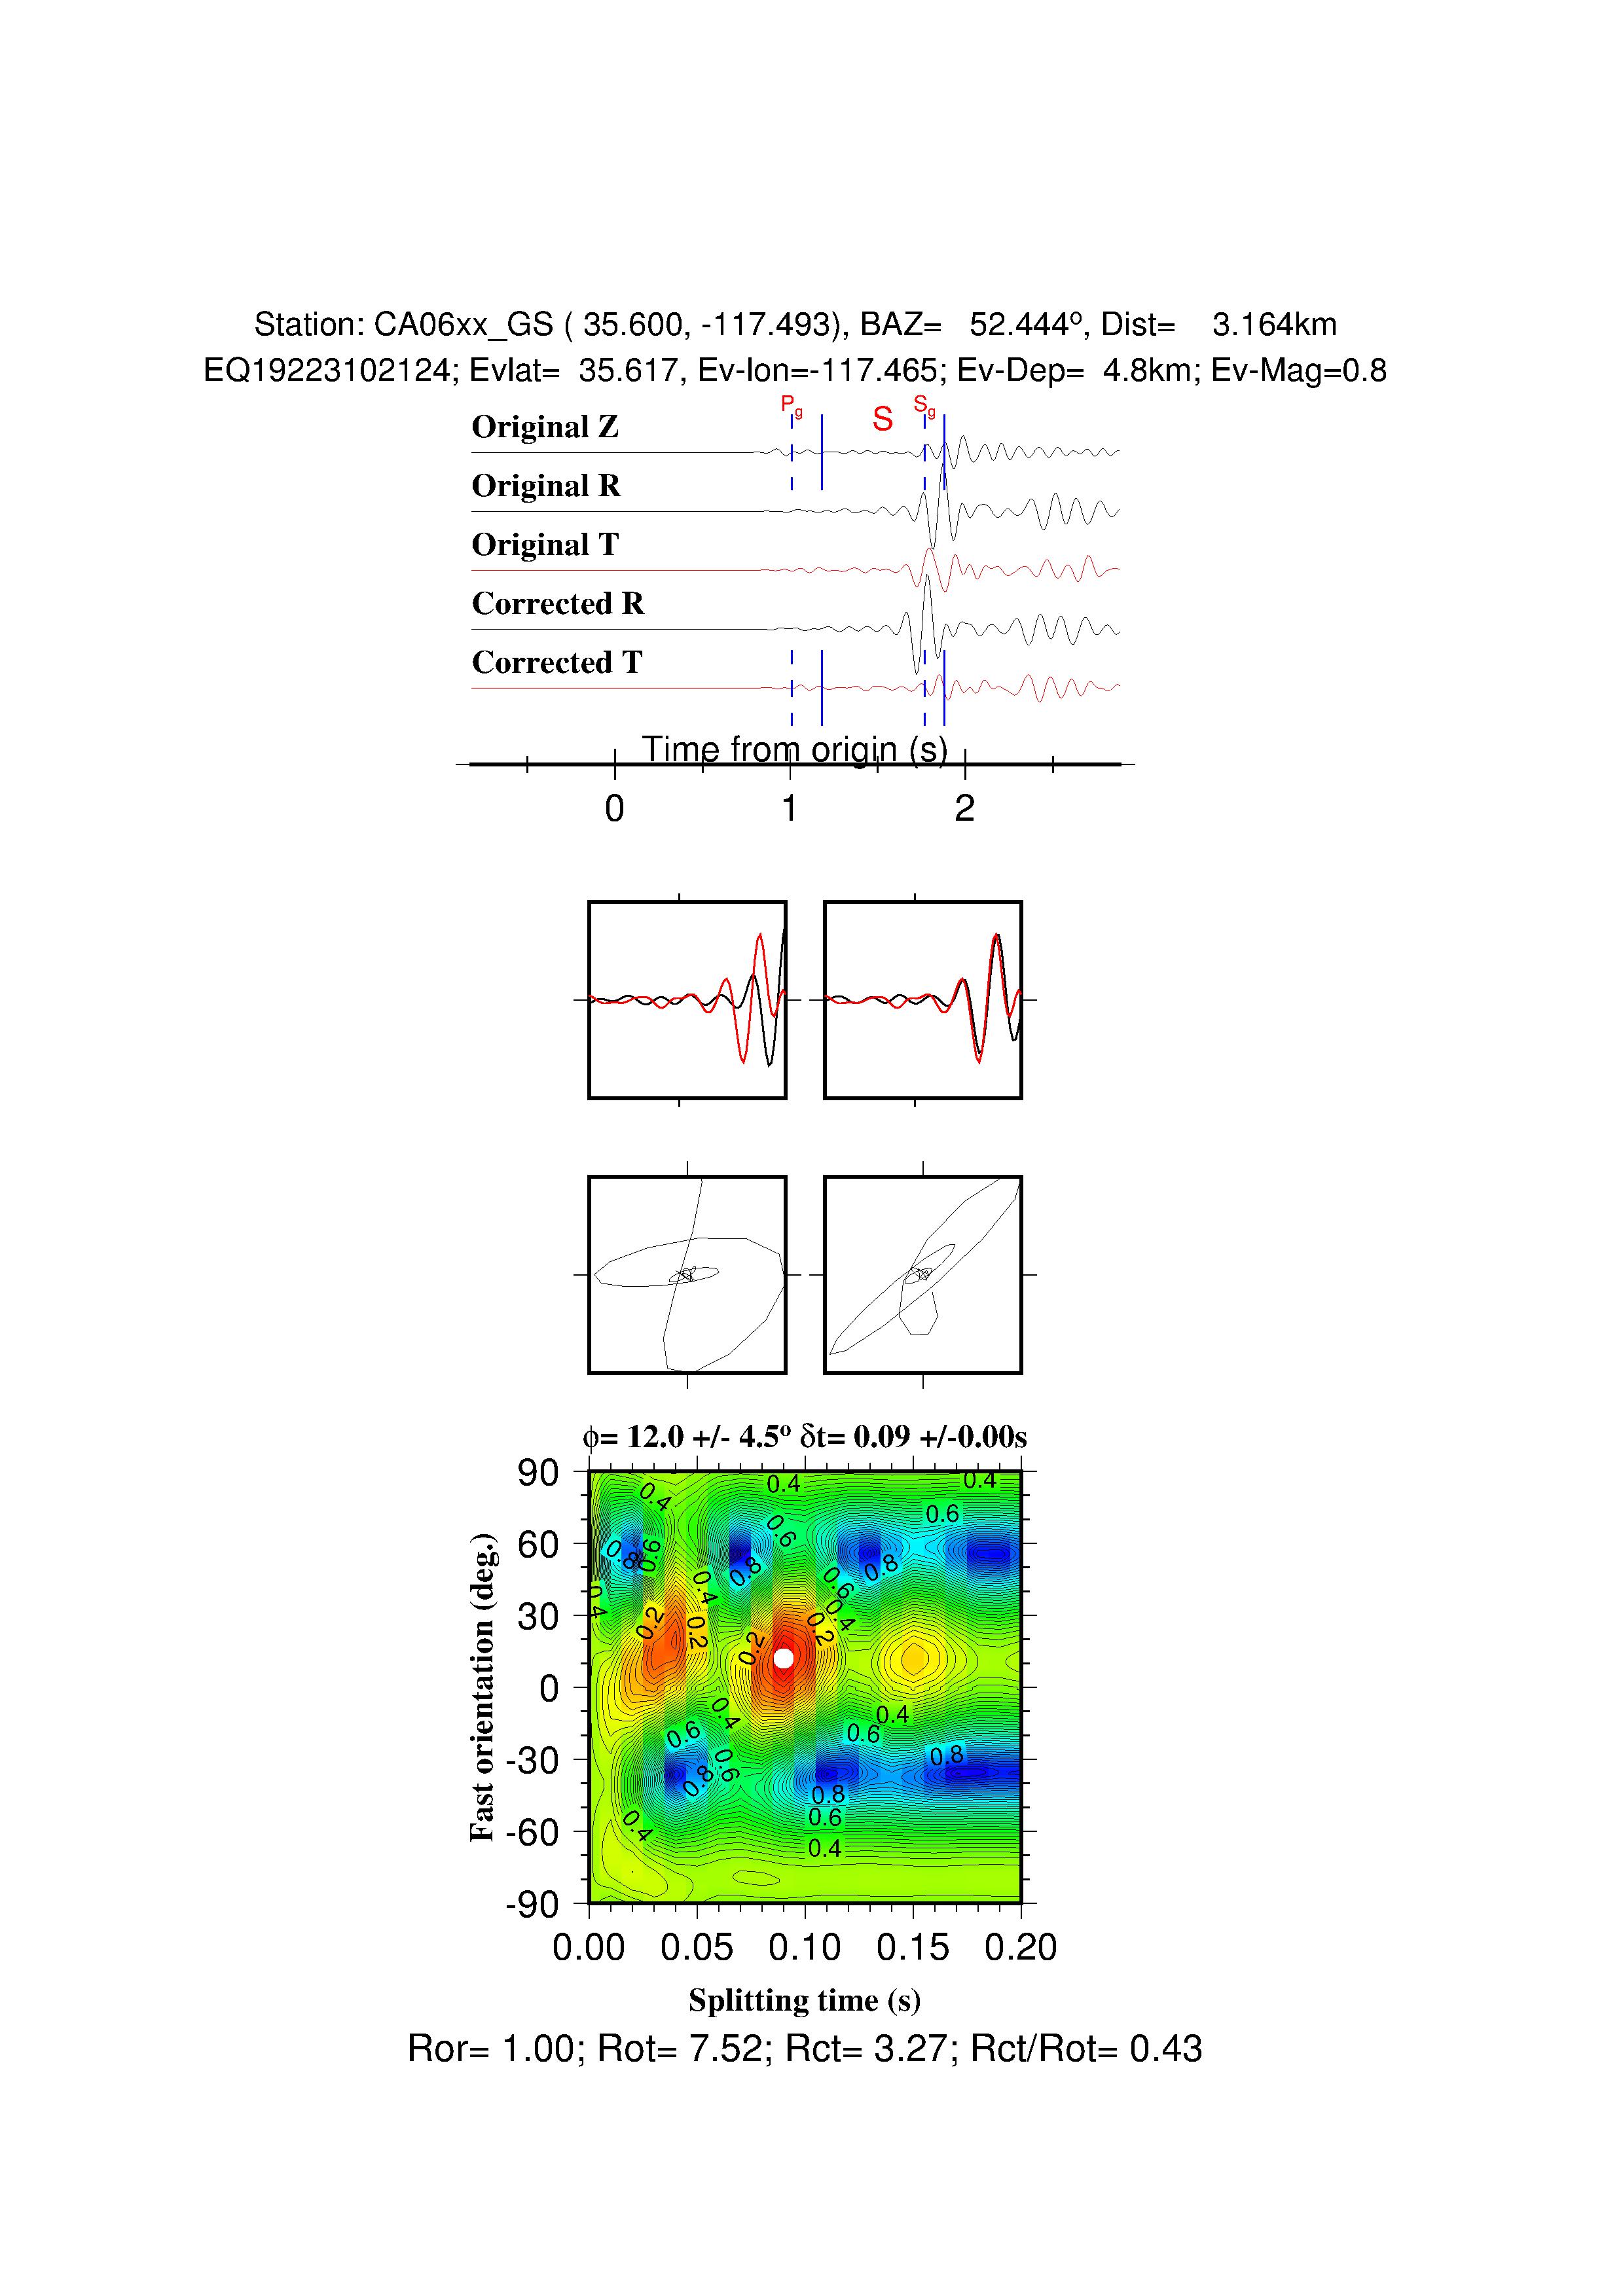 Station: CA06xx_GS ( 35.600, -117.493), BAZ= 52.444º, Dist= 3.164km
EQ19223102124; Evlat= 35.617, Ev-lon=-117.465; Ev-Dep= 4.8km; Ev-Mag=0.8
Pg S Sg
Original Z
Original R
Original T
Corrected R
Corrected T
Time from origin (s)
0 1 2
ϕ= 12.0 +/- 4.5º δt= 0.09 +/-0.00s
90
60
30
0
-30
-60
-90
Fast orientation (deg.)
0.4 0.4 0.4
0.6 0.6
0.8 0.6 0.8 0.8
0.4 0.4 0.6
0.2 0.2 0.2 0.2 0.4
0.4 0.4
0.6 0.6
0.8 0.6 0.8
0.8
0.4 0.6
0.4
0.00 0.05 0.10 0.15 0.20
Splitting time (s)
Ror= 1.00; Rot= 7.52; Rct= 3.27; Rct/Rot= 0.43